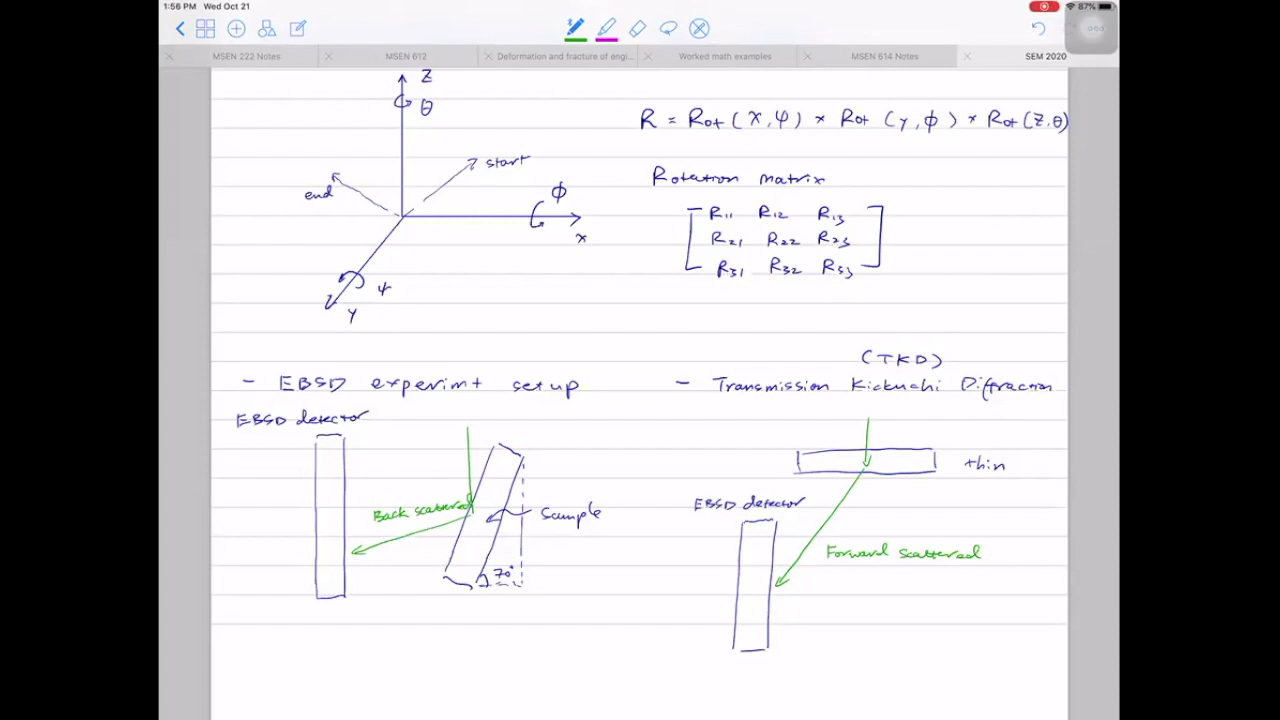 1:56 PM Wed Oct 21
87%
MSEN 222 Notes
MSEN 612
Deformation and fracture of engi...
Worked math examples
MSEN 614 Notes
SEM 2020
Z
θ
start
end
ϕ
x
ψ
Y
R = Rot (X,ψ) * Rot (y,ϕ) * Rot(Z,θ)
Rotation matrix
R11 R12 R13
R21 R22 R23
R31 R32 R33
- EBSD experimt setup
EBSD detector
Back scattered
sample
70°
(TKD)
- Transmission Kickuchi Diffraction
thin
EBSD detector
Forward scattered